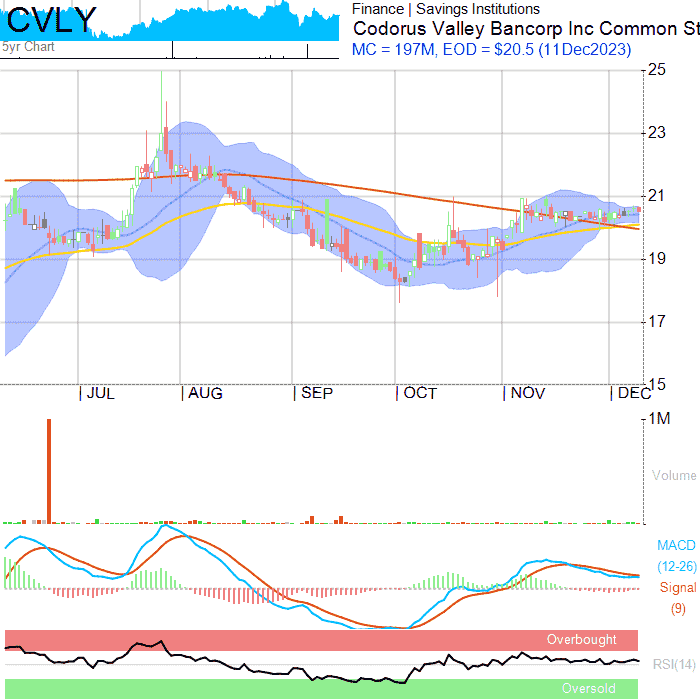 CVLY
5yr Chart
Finance | Savings Institutions
Codorus Valley Bancorp Inc Common St
MC = 197M, EOD = $20.5 (11Dec2023)
25
23
21
19
17
15
JUL AUG SEP OCT NOV DEC
1M
Volume
MACD
(12-26)
Signal
(9)
Overbought
RSI(14)
Oversold